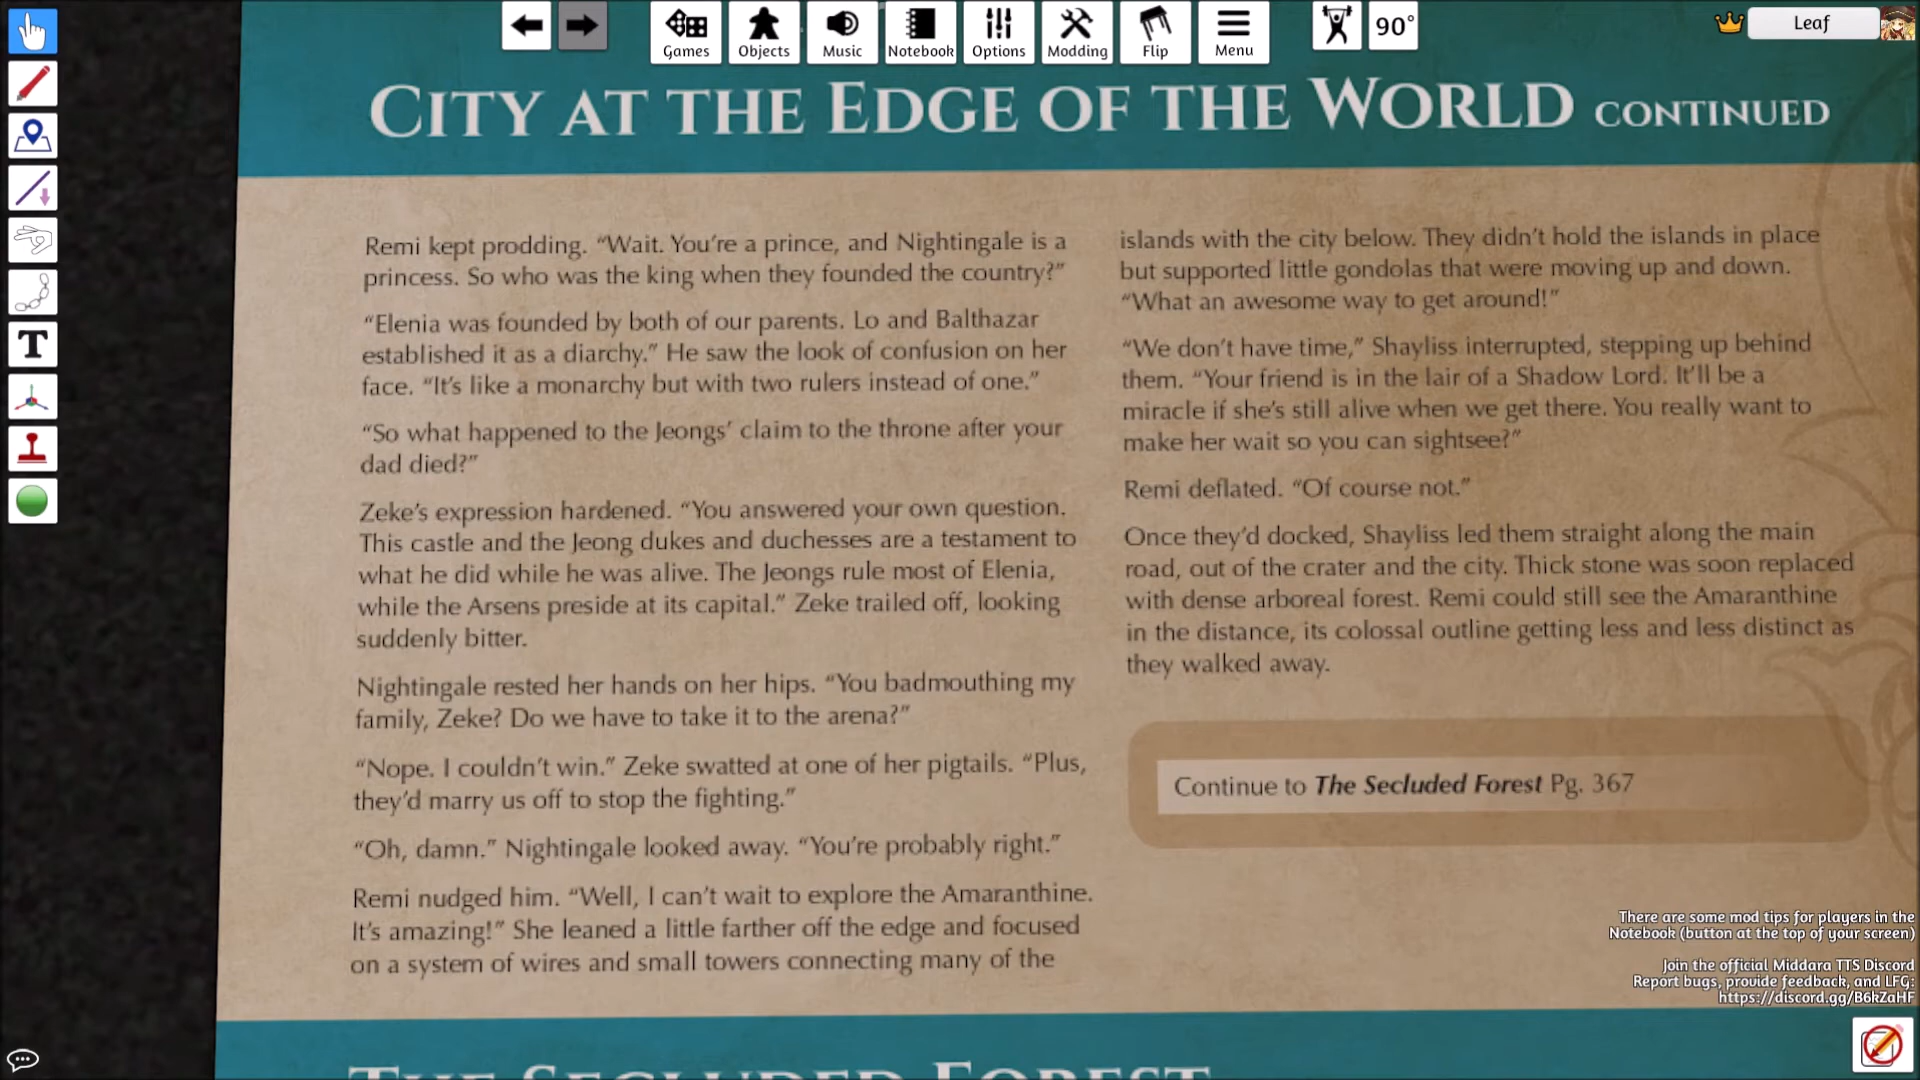 Games
Objects
Music
Notebook
Options
Modding
Flip
Menu
90°
Leaf
CITY AT THE EDGE OF THE WORLD CONTINUED
Remi kept prodding. “Wait. You’re a prince, and Nightingale is a
princess. So who was the king when they founded the country?”
“Elenia was founded by both of our parents. Lo and Balthazar
established it as a diarchy.” He saw the look of confusion on her
face. “It’s like a monarchy but with two rulers instead of one.”
“So what happened to the Jeongs’ claim to the throne after your
dad died?”
Zeke’s expression hardened. “You answered your own question.
This castle and the Jeong dukes and duchesses are a testament to
what he did while he was alive. The Jeongs rule most of Elenia,
while the Arsens preside at its capital.” Zeke trailed off, looking
suddenly bitter.
Nightingale rested her hands on her hips. “You badmouthing my
family, Zeke? Do we have to take it to the arena?”
“Nope. I couldn’t win.” Zeke swatted at one of her pigtails. “Plus,
they’d marry us off to stop the fighting.”
“Oh, damn.” Nightingale looked away. “You’re probably right.”
Remi nudged him. “Well, I can’t wait to explore the Amaranthine.
It’s amazing!” She leaned a little farther off the edge and focused
on a system of wires and small towers connecting many of the
islands with the city below. They didn’t hold the islands in place
but supported little gondolas that were moving up and down.
“What an awesome way to get around!”
“We don’t have time,” Shayliss interrupted, stepping up behind
them. “Your friend is in the lair of a Shadow Lord. It’ll be a
miracle if she’s still alive when we get there. You really want to
make her wait so you can sightsee?”
Remi deflated. “Of course not.”
Once they’d docked, Shayliss led them straight along the main
road, out of the crater and the city. Thick stone was soon replaced
with dense arboreal forest. Remi could still see the Amaranthine
in the distance, its colossal outline getting less and less distinct as
they walked away.
Continue to The Secluded Forest Pg. 367
There are some mod tips for players in the
Notebook (button at the top of your screen)
Join the official Middara TTS Discord
Report bugs, provide feedback, and LFG:
https://discord.gg/B6kZaHF
THE SECLUDED FOREST